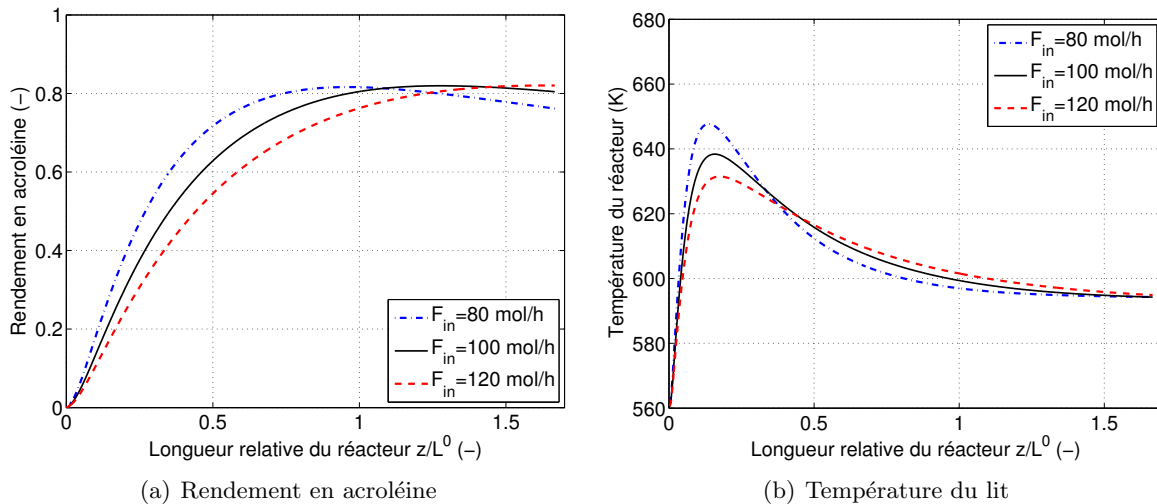 1
0.8
0.6
0.4
0.2
0
0
0.5
1
1.5
Rendement en acroléine (−)
Longueur relative du réacteur z/L⁰ (−)
F_in=80 mol/h
F_in=100 mol/h
F_in=120 mol/h
(a) Rendement en acroléine
680
660
640
620
600
580
560
0
0.5
1
1.5
Température du réacteur (K)
Longueur relative du réacteur z/L⁰ (−)
F_in=80 mol/h
F_in=100 mol/h
F_in=120 mol/h
(b) Température du lit